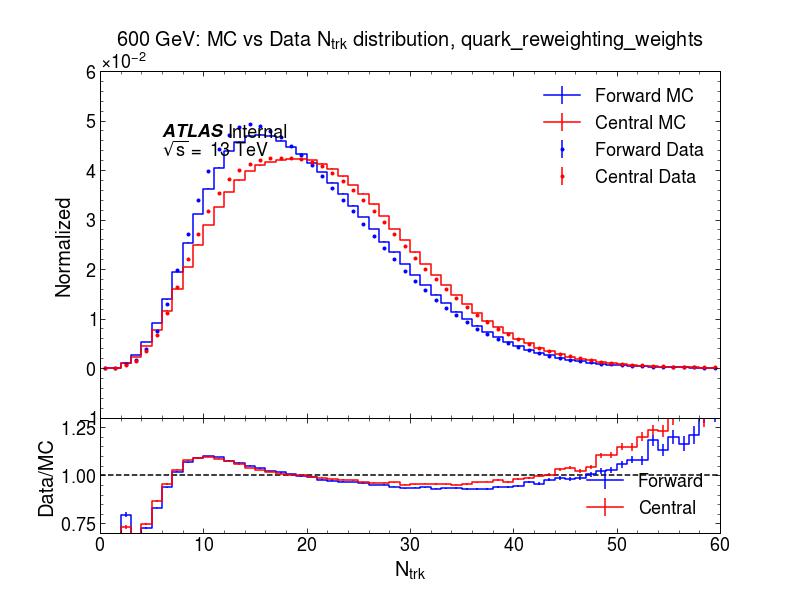 600 GeV: MC vs Data N_trk distribution, quark_reweighting_weights
×10⁻²
6
5
4
3
2
1
0
−1
Normalized
ATLAS Internal
√s = 13 TeV
Forward MC
Central MC
Forward Data
Central Data
1.25
1.00
0.75
Data/MC
Forward
Central
0 10 20 30 40 50 60
N_trk